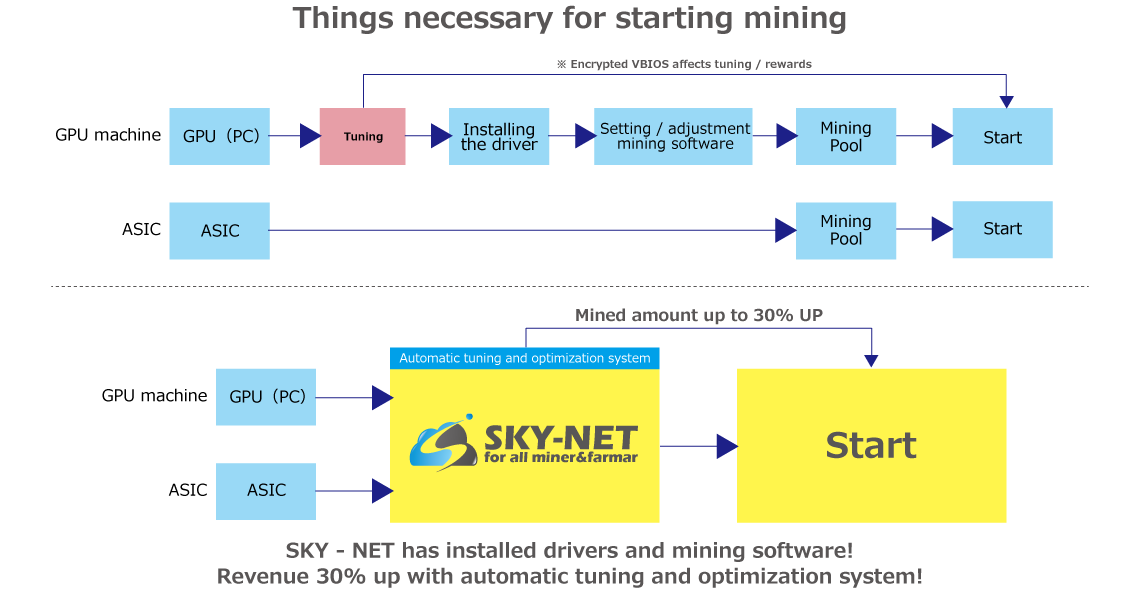 Things necessary for starting mining
※ Encrypted VBIOS affects tuning / rewards
GPU machine
GPU（PC）
Tuning
Installing
the driver
Setting / adjustment
mining software
Mining
Pool
Start
ASIC
ASIC
Mining
Pool
Start
Mined amount up to 30% UP
Automatic tuning and optimization system
GPU machine
GPU（PC）
SKY-NET
for all miner&farmar
Start
ASIC
ASIC
SKY - NET has installed drivers and mining software!
Revenue 30% up with automatic tuning and optimization system!